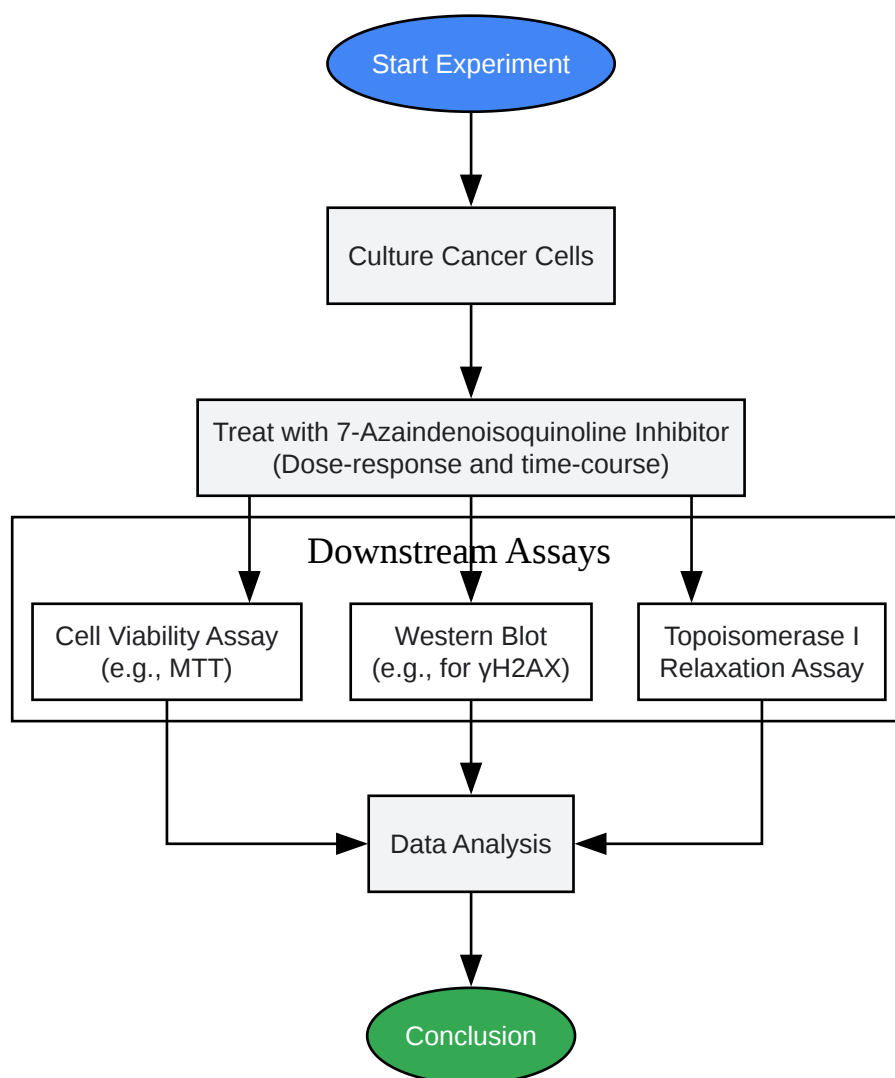 Start Experiment
Culture Cancer Cells
Treat with 7-Azaindenoisoquinoline Inhibitor
(Dose-response and time-course)
Downstream Assays
Cell Viability Assay
(e.g., MTT)
Western Blot
(e.g., for γH2AX)
Topoisomerase I
Relaxation Assay
Data Analysis
Conclusion